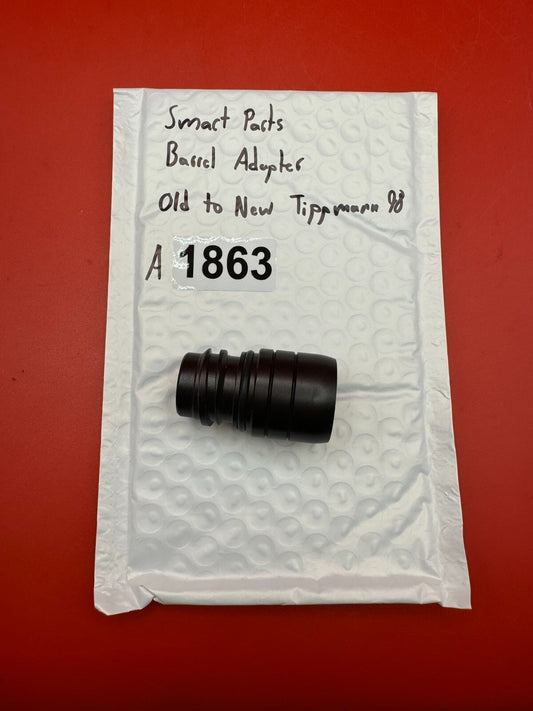 Smart Parts
Barrel Adapter
Old to New Tippmann 98
A 1863